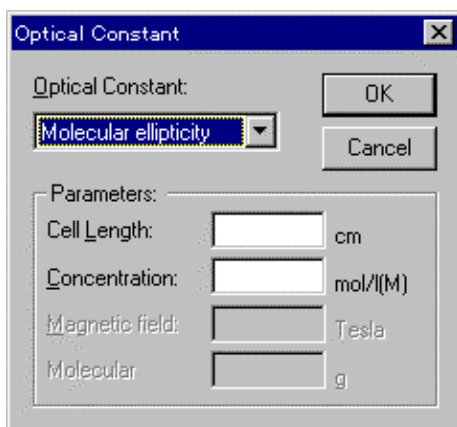 Optical Constant
Optical Constant:
Molecular ellipticity
OK
Cancel
Parameters:
Cell Length:
cm
Concentration:
mol/l(M)
Magnetic field:
Tesla
Molecular
g